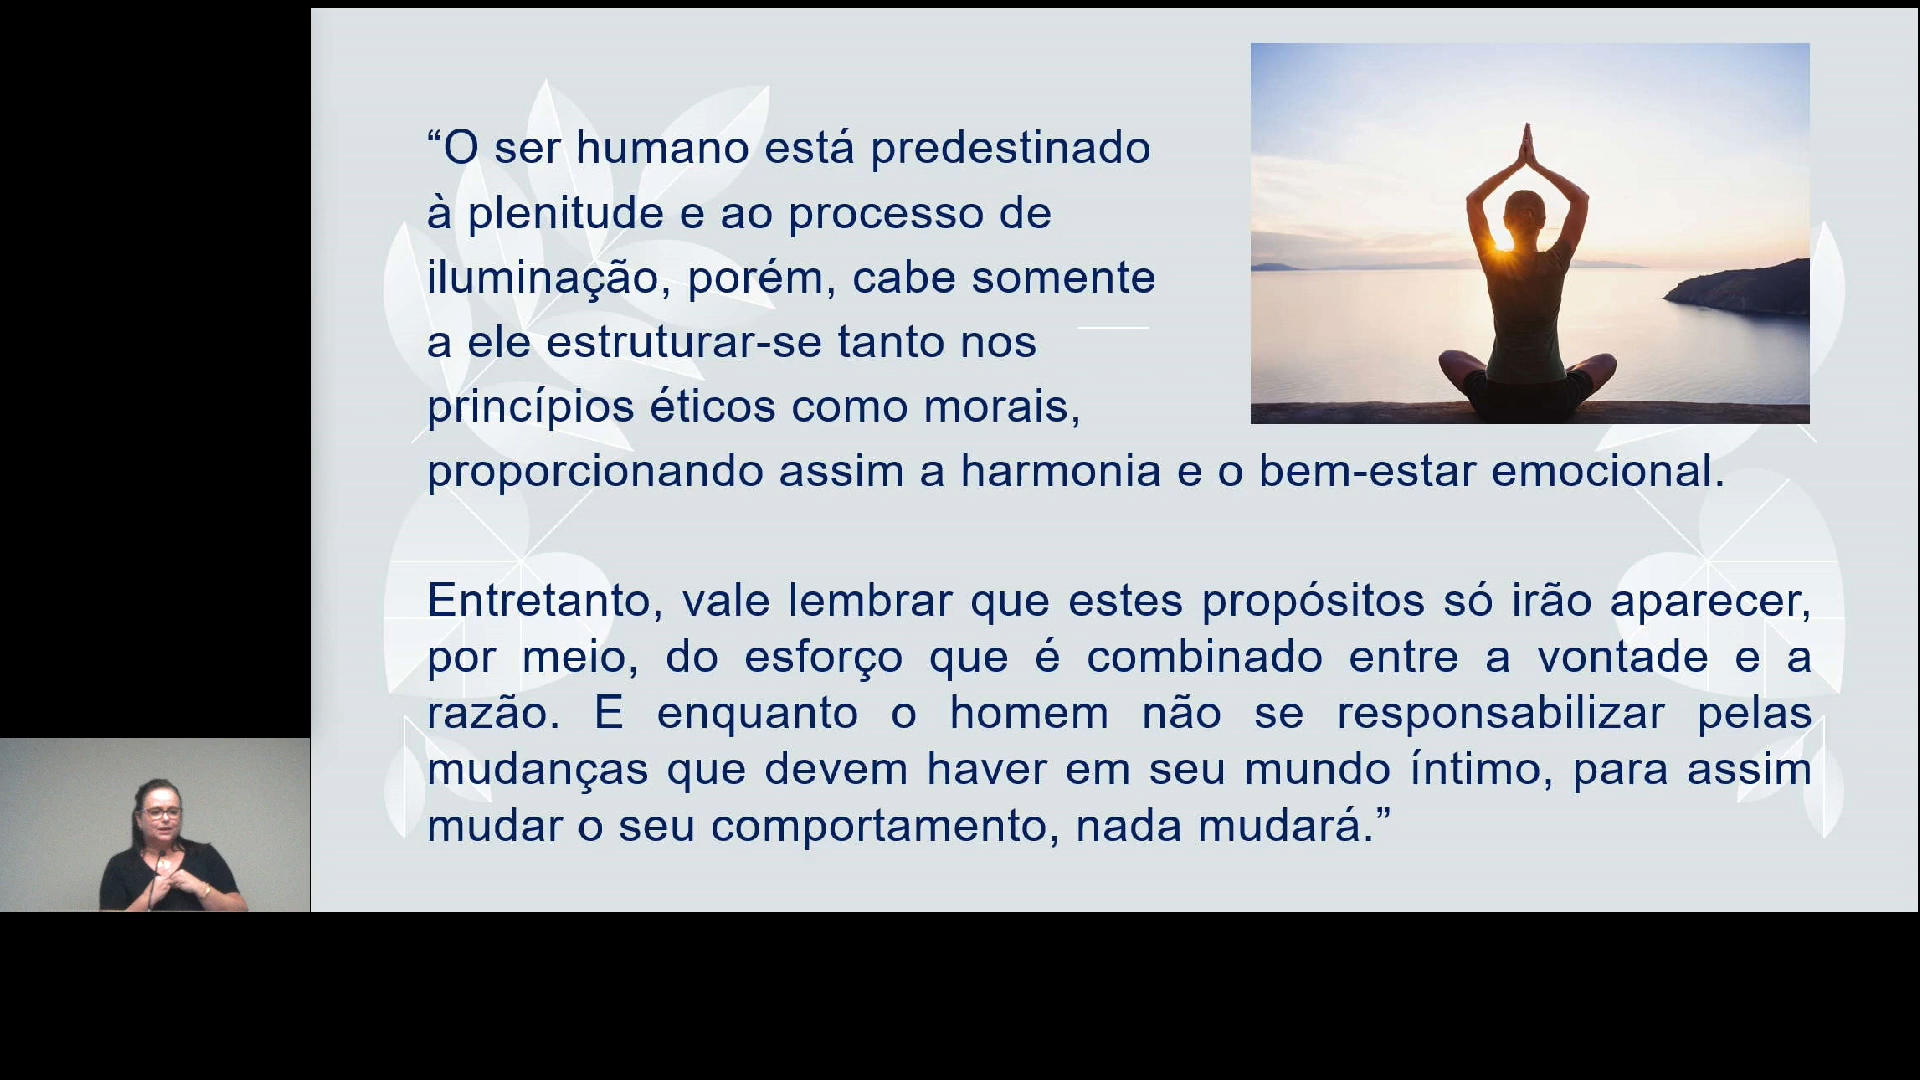 “O ser humano está predestinado
à plenitude e ao processo de
iluminação, porém, cabe somente
a ele estruturar-se tanto nos
princípios éticos como morais,
proporcionando assim a harmonia e o bem-estar emocional.
Entretanto, vale lembrar que estes propósitos só irão aparecer,
por meio, do esforço que é combinado entre a vontade e a
razão. E enquanto o homem não se responsabilizar pelas
mudanças que devem haver em seu mundo íntimo, para assim
mudar o seu comportamento, nada mudará.”